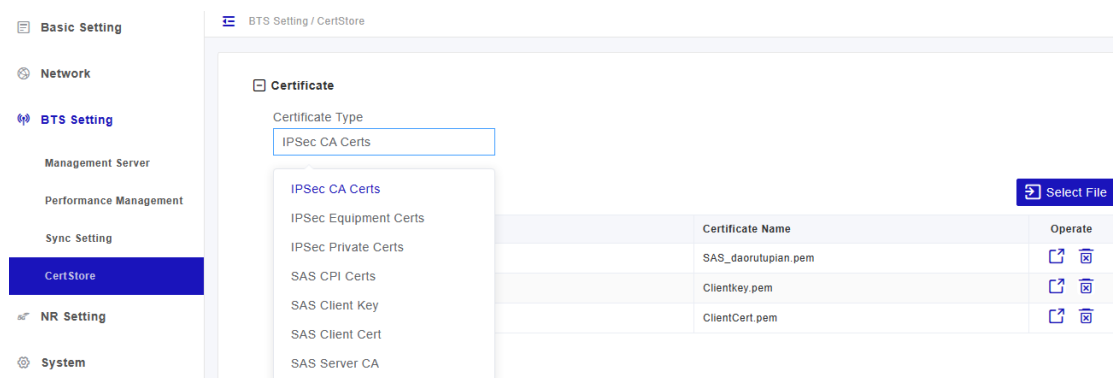 Basic Setting
Network
BTS Setting
Management Server
Performance Management
Sync Setting
CertStore
NR Setting
System
BTS Setting / CertStore
Certificate
Certificate Type
IPSec CA Certs
IPSec CA Certs
IPSec Equipment Certs
IPSec Private Certs
SAS CPI Certs
SAS Client Key
SAS Client Cert
SAS Server CA
Select File
Certificate Name Operate
SAS_daorutupian.pem
Clientkey.pem
ClientCert.pem